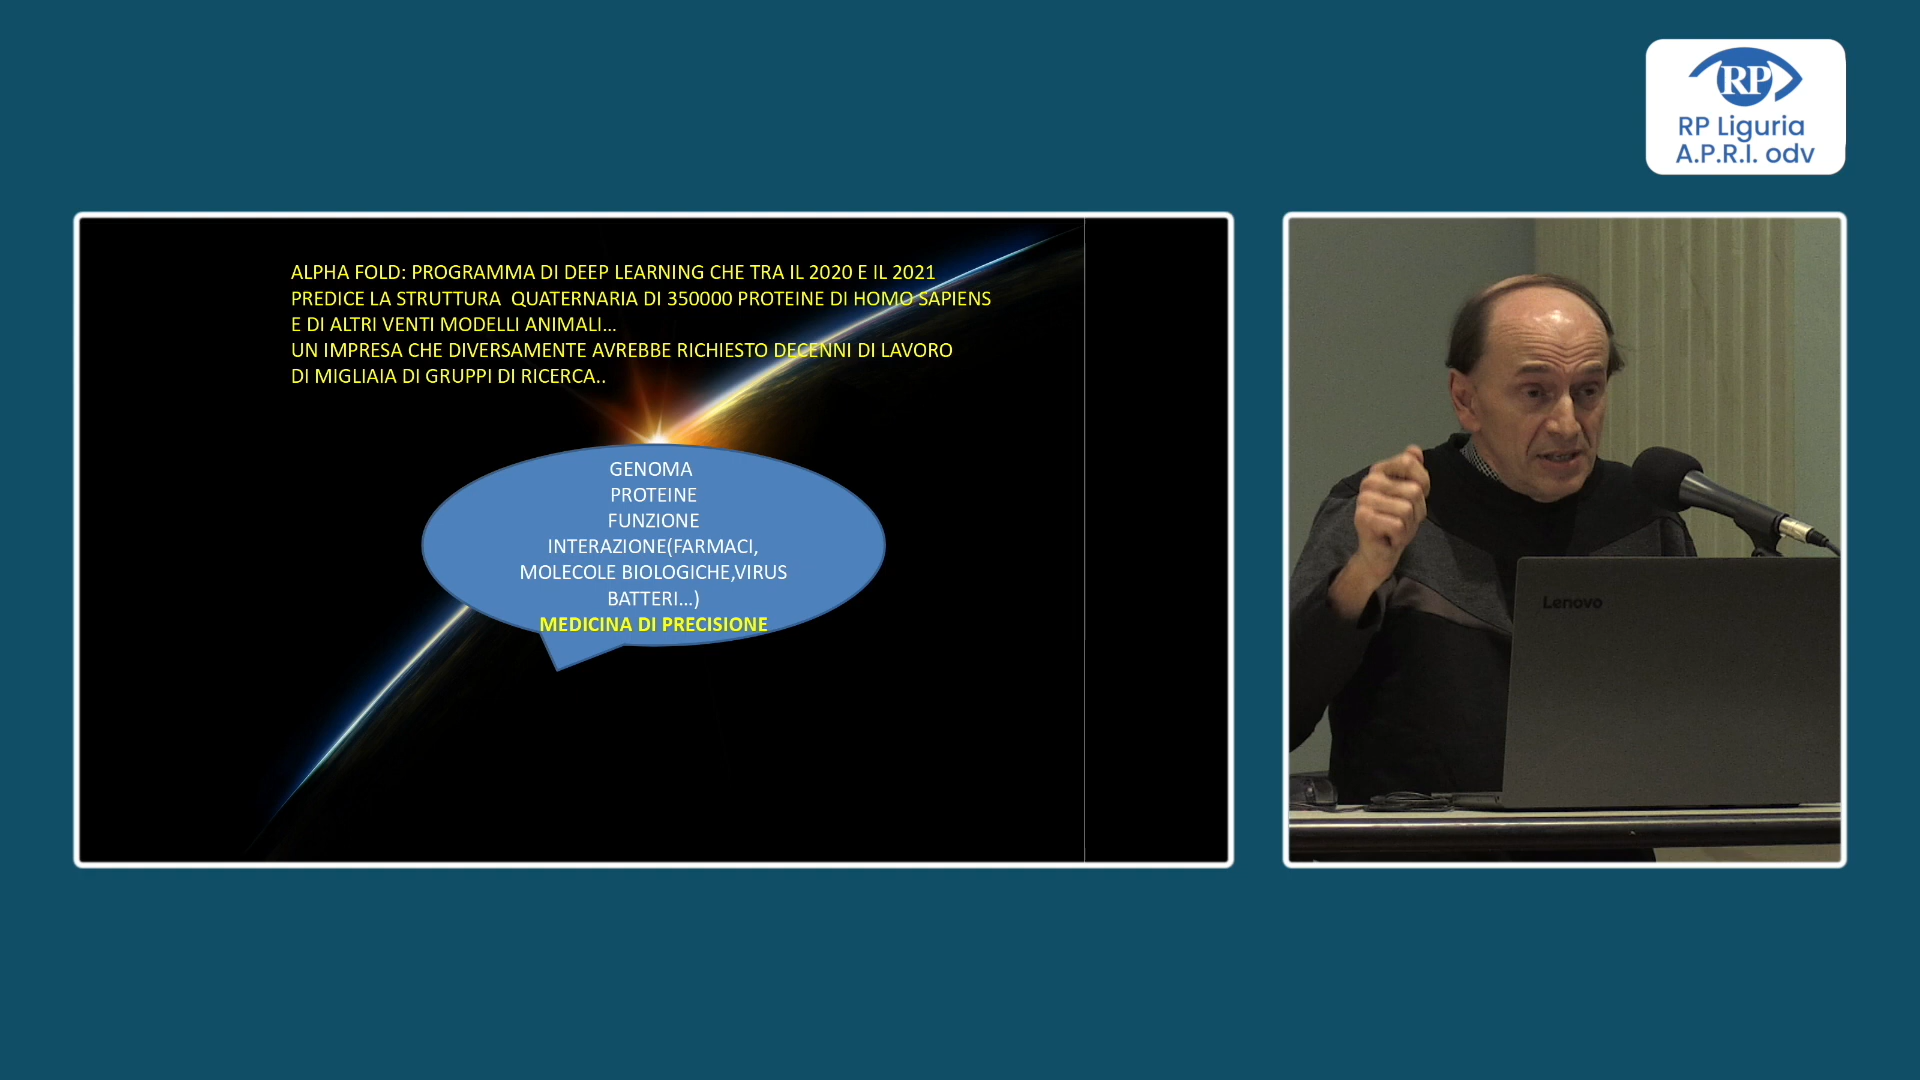 RP
RP Liguria
A.P.R.I. odv
ALPHA FOLD: PROGRAMMA DI DEEP LEARNING CHE TRA IL 2020 E IL 2021
PREDICE LA STRUTTURA  QUATERNARIA DI 350000 PROTEINE DI HOMO SAPIENS
E DI ALTRI VENTI MODELLI ANIMALI...
UN IMPRESA CHE DIVERSAMENTE AVREBBE RICHIESTO DECENNI DI LAVORO
DI MIGLIAIA DI GRUPPI DI RICERCA..
GENOMA
PROTEINE
FUNZIONE
INTERAZIONE(FARMACI,
MOLECOLE BIOLOGICHE,VIRUS
BATTERI...)
MEDICINA DI PRECISIONE
Lenovo